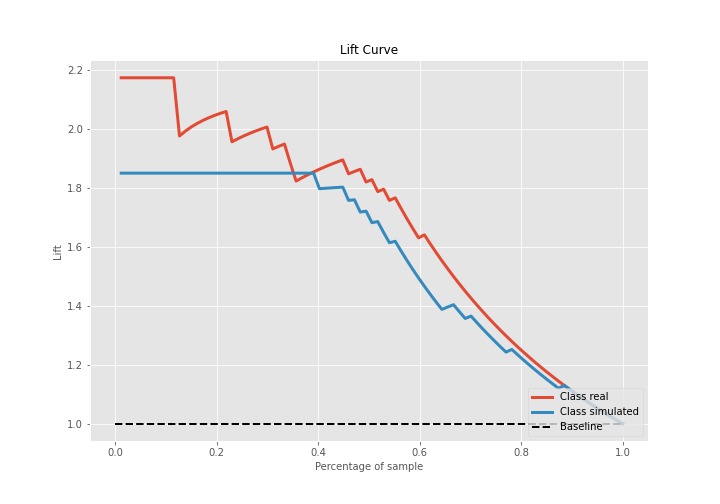 Lift Curve
2.2
2.0
1.8
1.6
1.4
1.2
1.0
Lift
0.0
0.2
0.4
0.6
0.8
1.0
Percentage of sample
Class real
Class simulated
Baseline